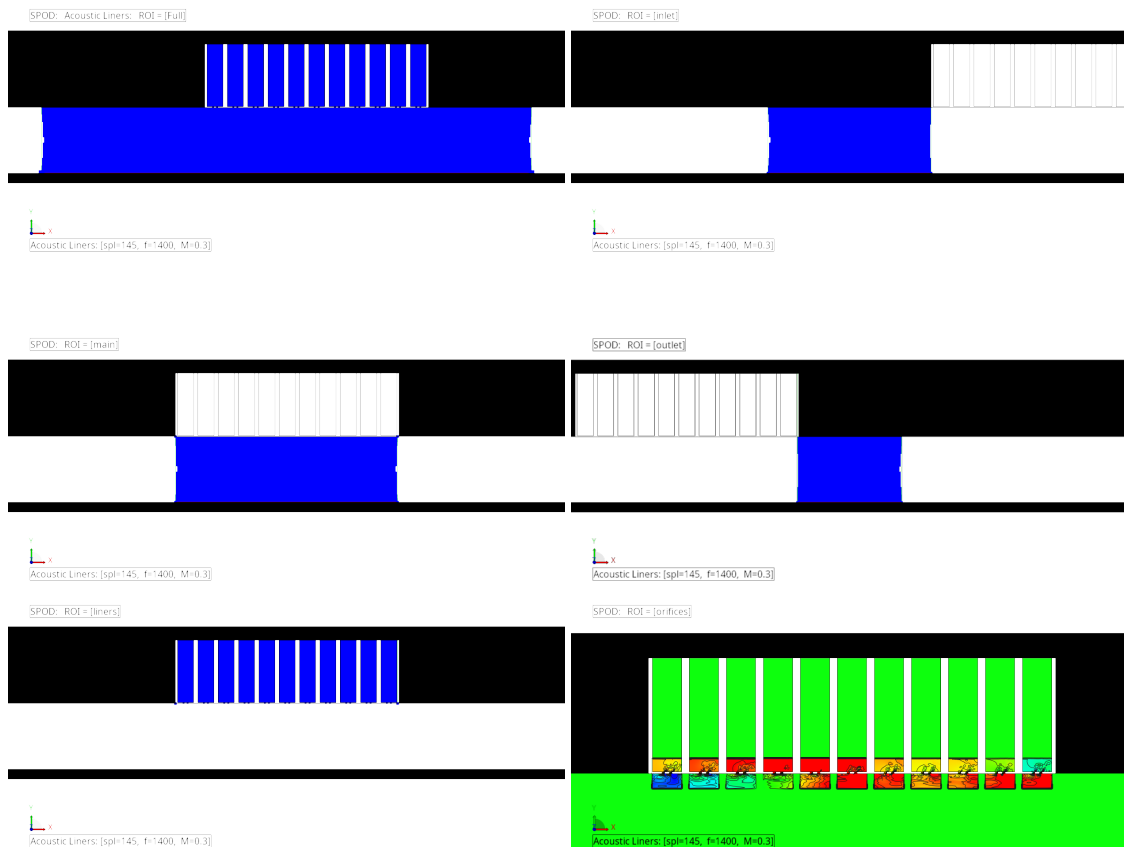 SPOD: Acoustic Liners: ROI = [Full]
SPOD: ROI = [inlet]
Y
X
Acoustic Liners: [spl=145, f=1400, M=0.3]
Y
X
Acoustic Liners: [spl=145, f=1400, M=0.3]
SPOD: ROI = [main]
SPOD: ROI = [outlet]
Y
X
Acoustic Liners: [spl=145, f=1400, M=0.3]
Y
X
Acoustic Liners: [spl=145, f=1400, M=0.3]
SPOD: ROI = [liners]
SPOD: ROI = [orifices]
Y
X
Acoustic Liners: [spl=145, f=1400, M=0.3]
Y
X
Acoustic Liners: [spl=145, f=1400, M=0.3]